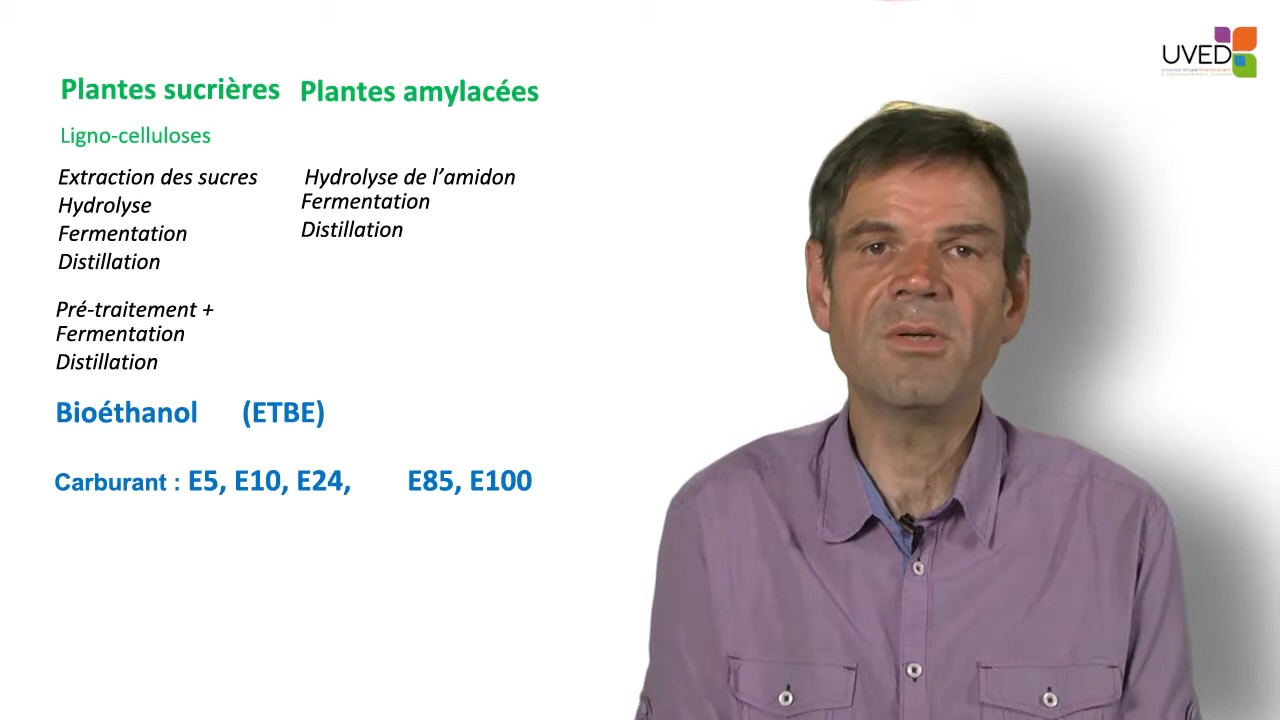 Plantes sucrières
Ligno-celluloses
Extraction des sucres
Hydrolyse
Fermentation
Distillation
Pré-traitement +
Fermentation
Distillation
Plantes amylacées
Hydrolyse de l’amidon
Fermentation
Distillation
Bioéthanol (ETBE)
Carburant : E5, E10, E24, E85, E100
UVED